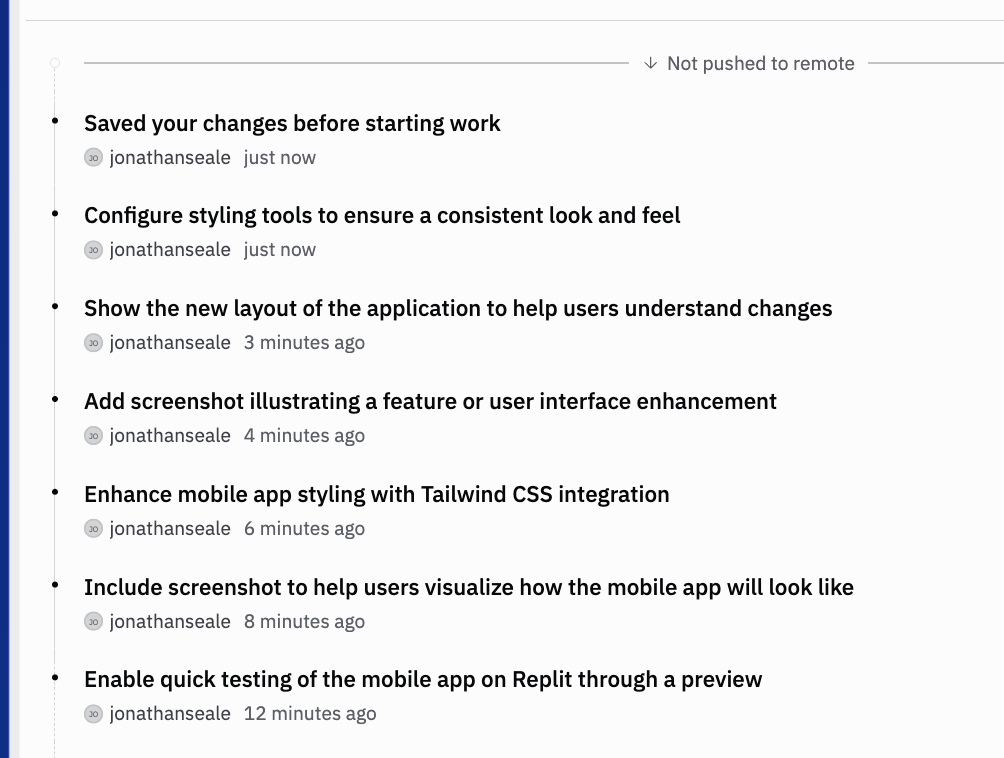 ↓ Not pushed to remote
Saved your changes before starting work
JO jonathanseale just now
Configure styling tools to ensure a consistent look and feel
JO jonathanseale just now
Show the new layout of the application to help users understand changes
JO jonathanseale 3 minutes ago
Add screenshot illustrating a feature or user interface enhancement
JO jonathanseale 4 minutes ago
Enhance mobile app styling with Tailwind CSS integration
JO jonathanseale 6 minutes ago
Include screenshot to help users visualize how the mobile app will look like
JO jonathanseale 8 minutes ago
Enable quick testing of the mobile app on Replit through a preview
JO jonathanseale 12 minutes ago